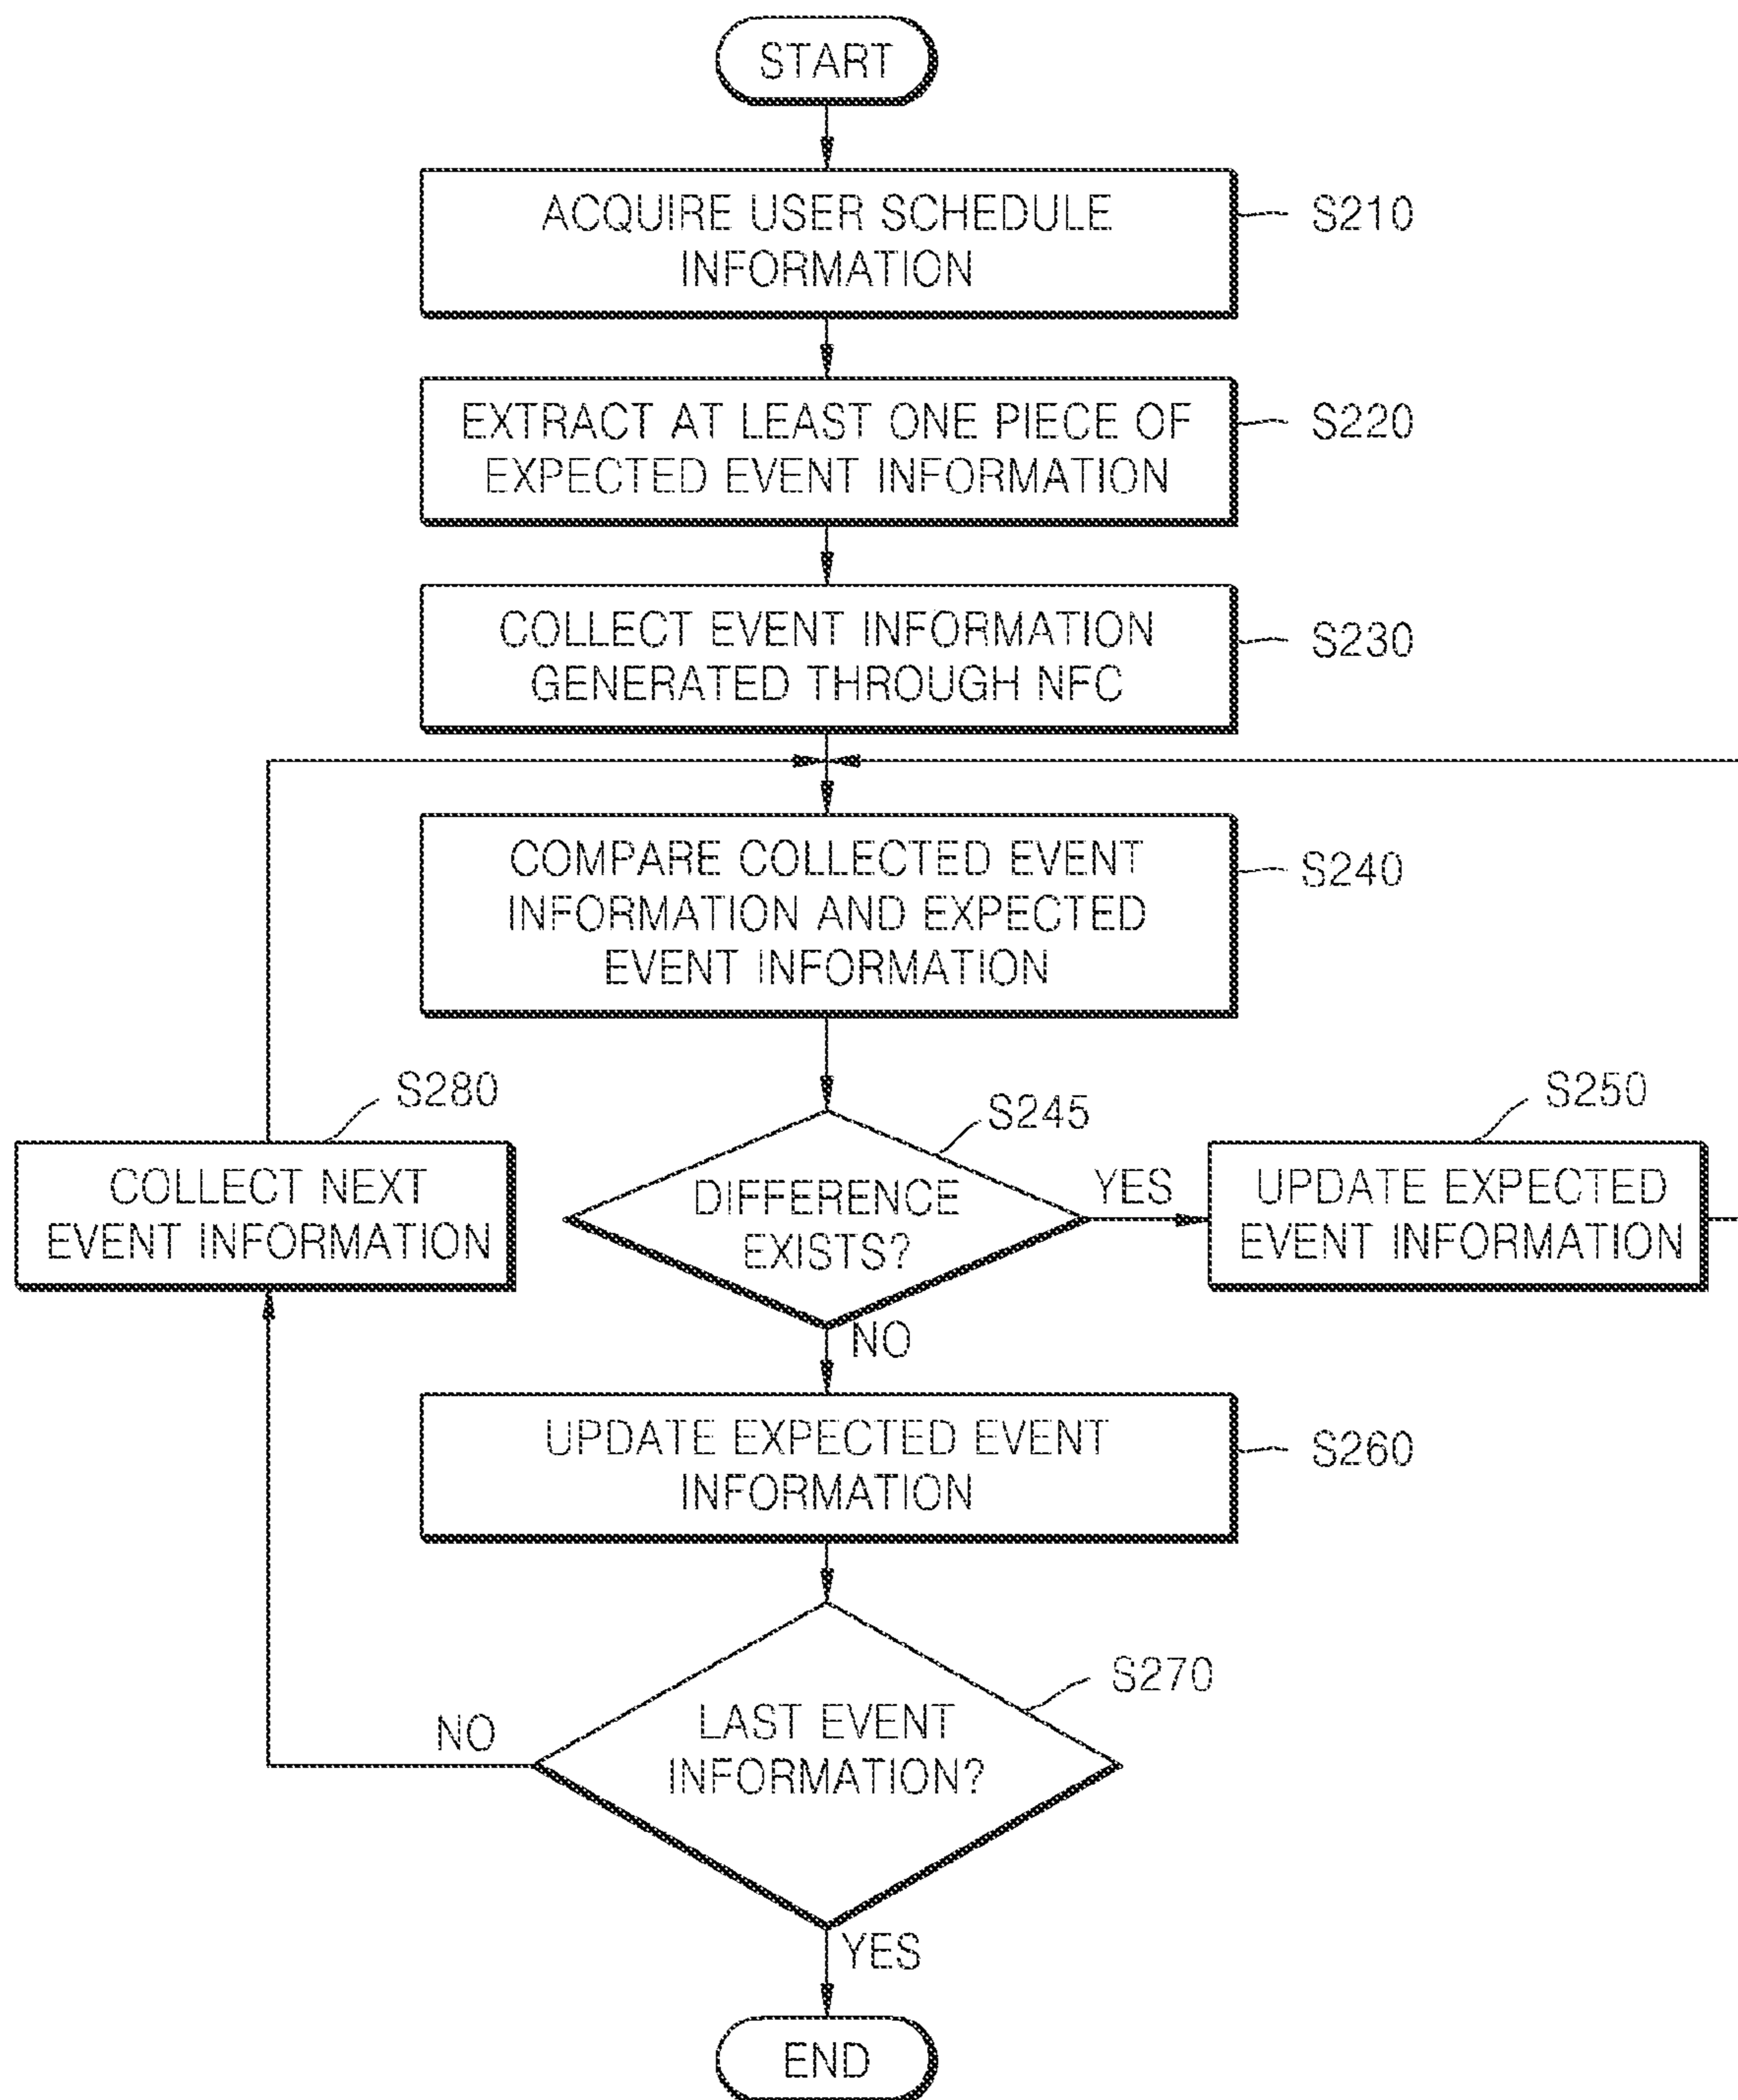 START
ACQUIRE USER SCHEDULE
INFORMATION
S210
EXTRACT AT LEAST ONE PIECE OF
EXPECTED EVENT INFORMATION
S220
COLLECT EVENT INFORMATION
GENERATED THROUGH NFC
S230
COMPARE COLLECTED EVENT
INFORMATION AND EXPECTED
EVENT INFORMATION
S240
S280
COLLECT NEXT
EVENT INFORMATION
S245
DIFFERENCE
EXISTS?
YES
S250
UPDATE EXPECTED
EVENT INFORMATION
NO
UPDATE EXPECTED EVENT
INFORMATION
S260
S270
LAST EVENT
INFORMATION?
NO
YES
END